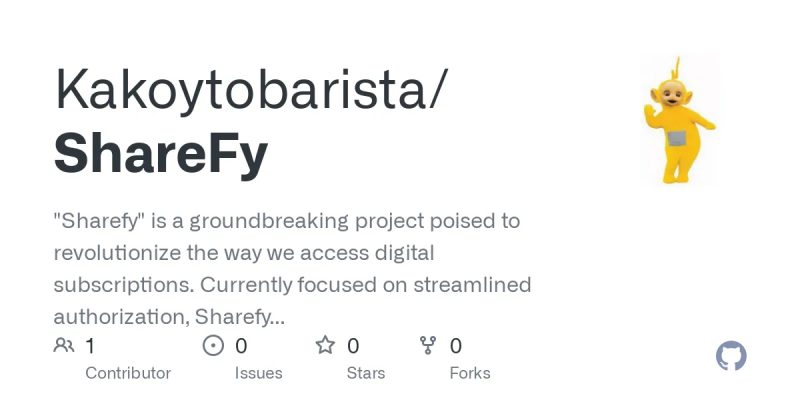 Kakoytobarista/
ShareFy
"Sharefy" is a groundbreaking project poised to
revolutionize the way we access digital
subscriptions. Currently focused on streamlined
authorization, Sharefy...
1 0 0 0
Contributor Issues Stars Forks